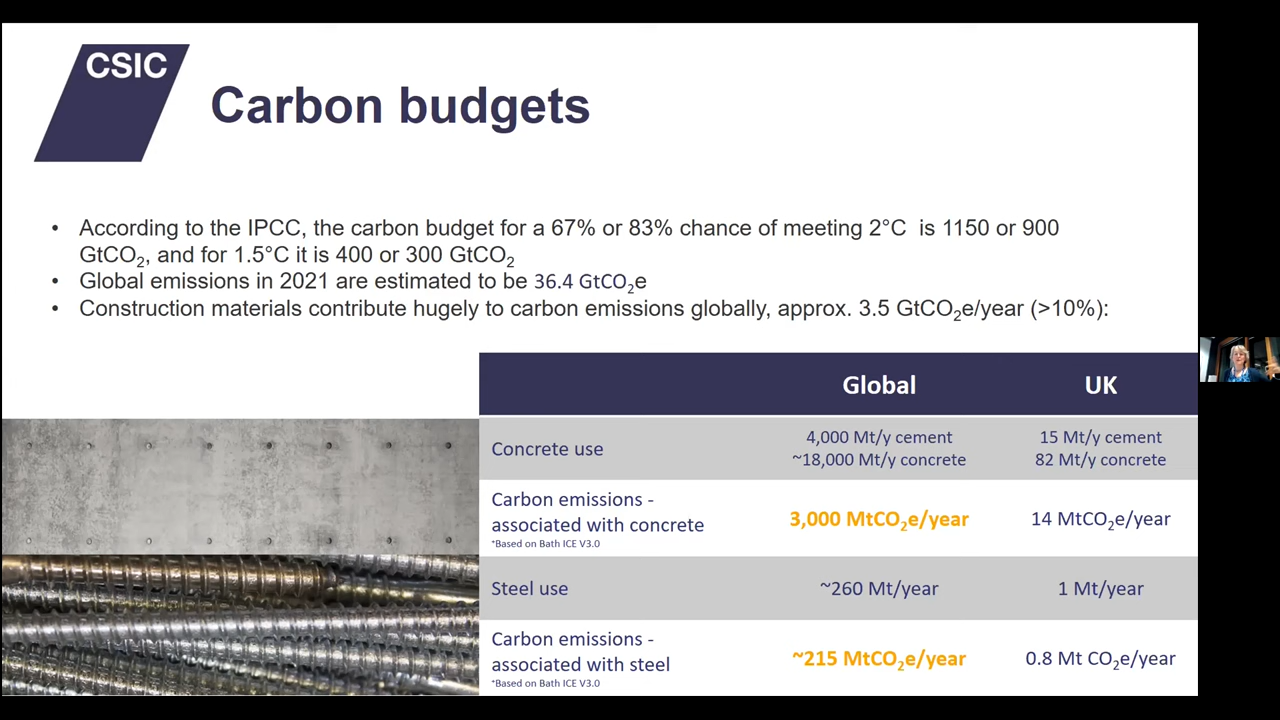 CSIC
Carbon budgets
• According to the IPCC, the carbon budget for a 67% or 83% chance of meeting 2°C is 1150 or 900
GtCO₂, and for 1.5°C it is 400 or 300 GtCO₂
• Global emissions in 2021 are estimated to be 36.4 GtCO₂e
• Construction materials contribute hugely to carbon emissions globally, approx. 3.5 GtCO₂e/year (>10%):
Global UK
Concrete use
4,000 Mt/y cement
~18,000 Mt/y concrete
15 Mt/y cement
82 Mt/y concrete
Carbon emissions -
associated with concrete
*Based on Bath ICE V3.0
3,000 MtCO₂e/year
14 MtCO₂e/year
Steel use
~260 Mt/year
1 Mt/year
Carbon emissions -
associated with steel
*Based on Bath ICE V3.0
~215 MtCO₂e/year
0.8 Mt CO₂e/year